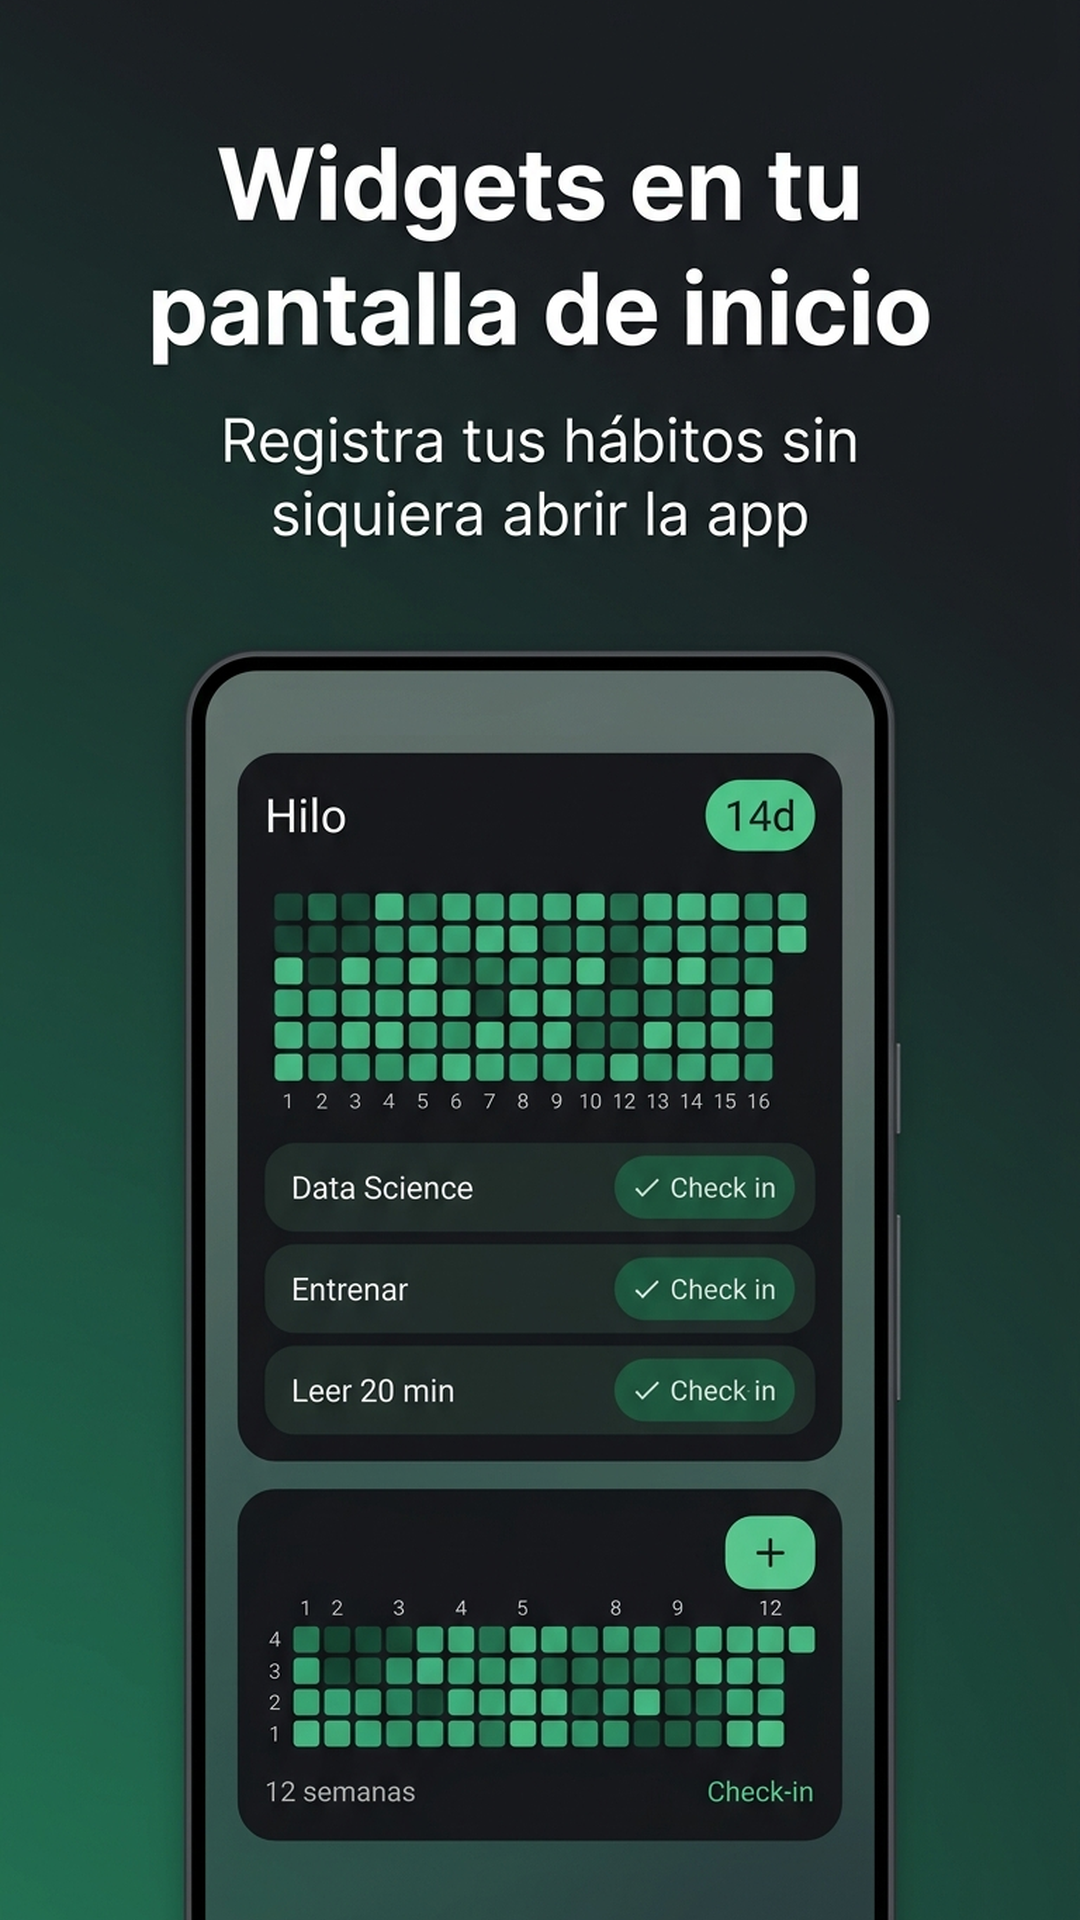 Widgets en tu
pantalla de inicio
Registra tus hábitos sin
siquiera abrir la app
Hilo
14d
1 2 3 4 5 6 7 8 9 10 12 13 14 15 16
Data Science
✓ Check in
Entrenar
✓ Check in
Leer 20 min
✓ Check in
+
1 2 3 4 5 8 9 12
4
3
2
1
12 semanas
Check-in